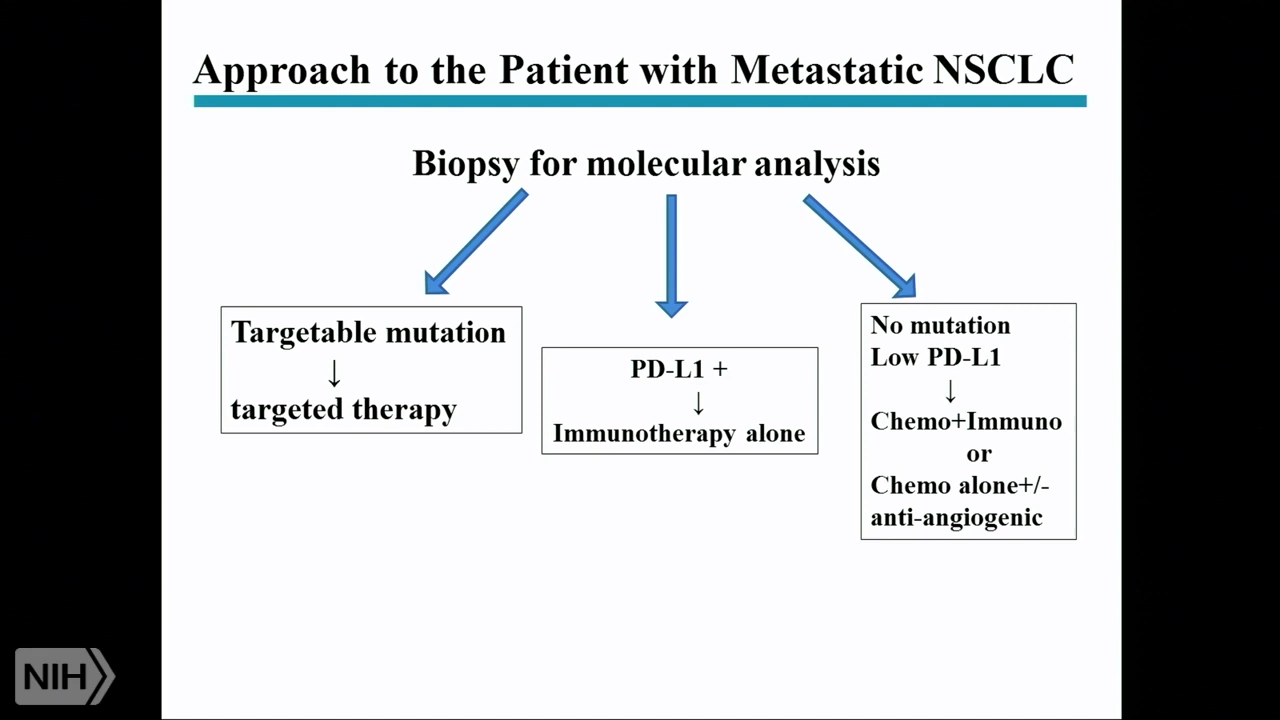 Approach to the Patient with Metastatic NSCLC
Biopsy for molecular analysis
Targetable mutation
↓
targeted therapy
PD-L1 +
↓
Immunotherapy alone
No mutation
Low PD-L1
↓
Chemo+Immuno
or
Chemo alone+/-
anti-angiogenic
NIH